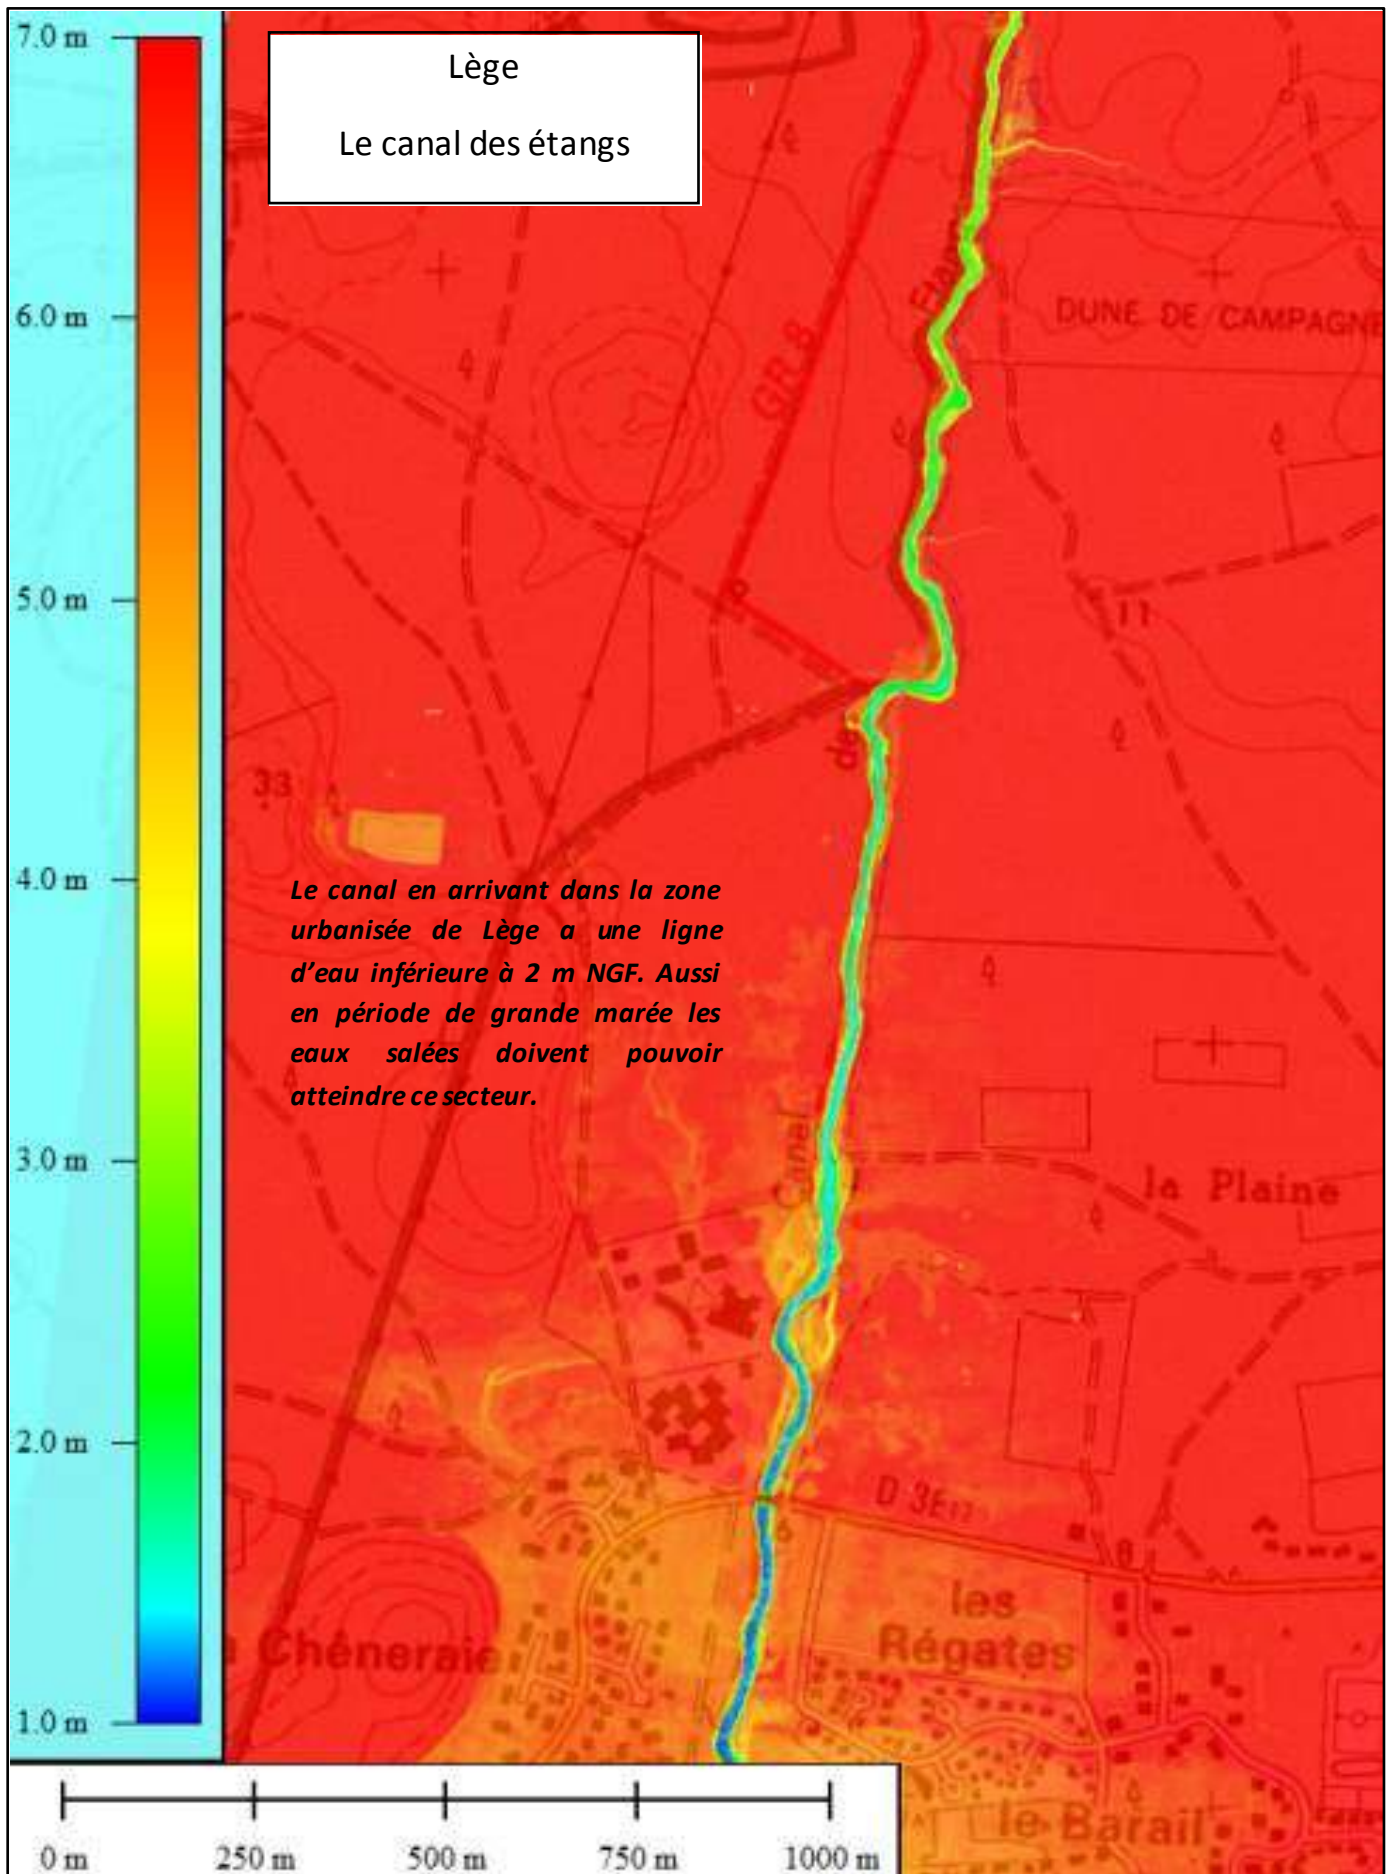 Lège
Le canal des étangs
7.0 m
6.0 m
5.0 m
4.0 m
3.0 m
2.0 m
1.0 m
DUNE DE CAMPAGNE
GR 8
11
de
33
Le canal en arrivant dans la zone
urbanisée de Lège a une ligne
d'eau inférieure à 2 m NGF. Aussi
en période de grande marée les
eaux salées doivent pouvoir
atteindre ce secteur.
Canal
la Plaine
6
8
les
Régates
Chêneraie
le Barail
0 m
250 m
500 m
750 m
1000 m